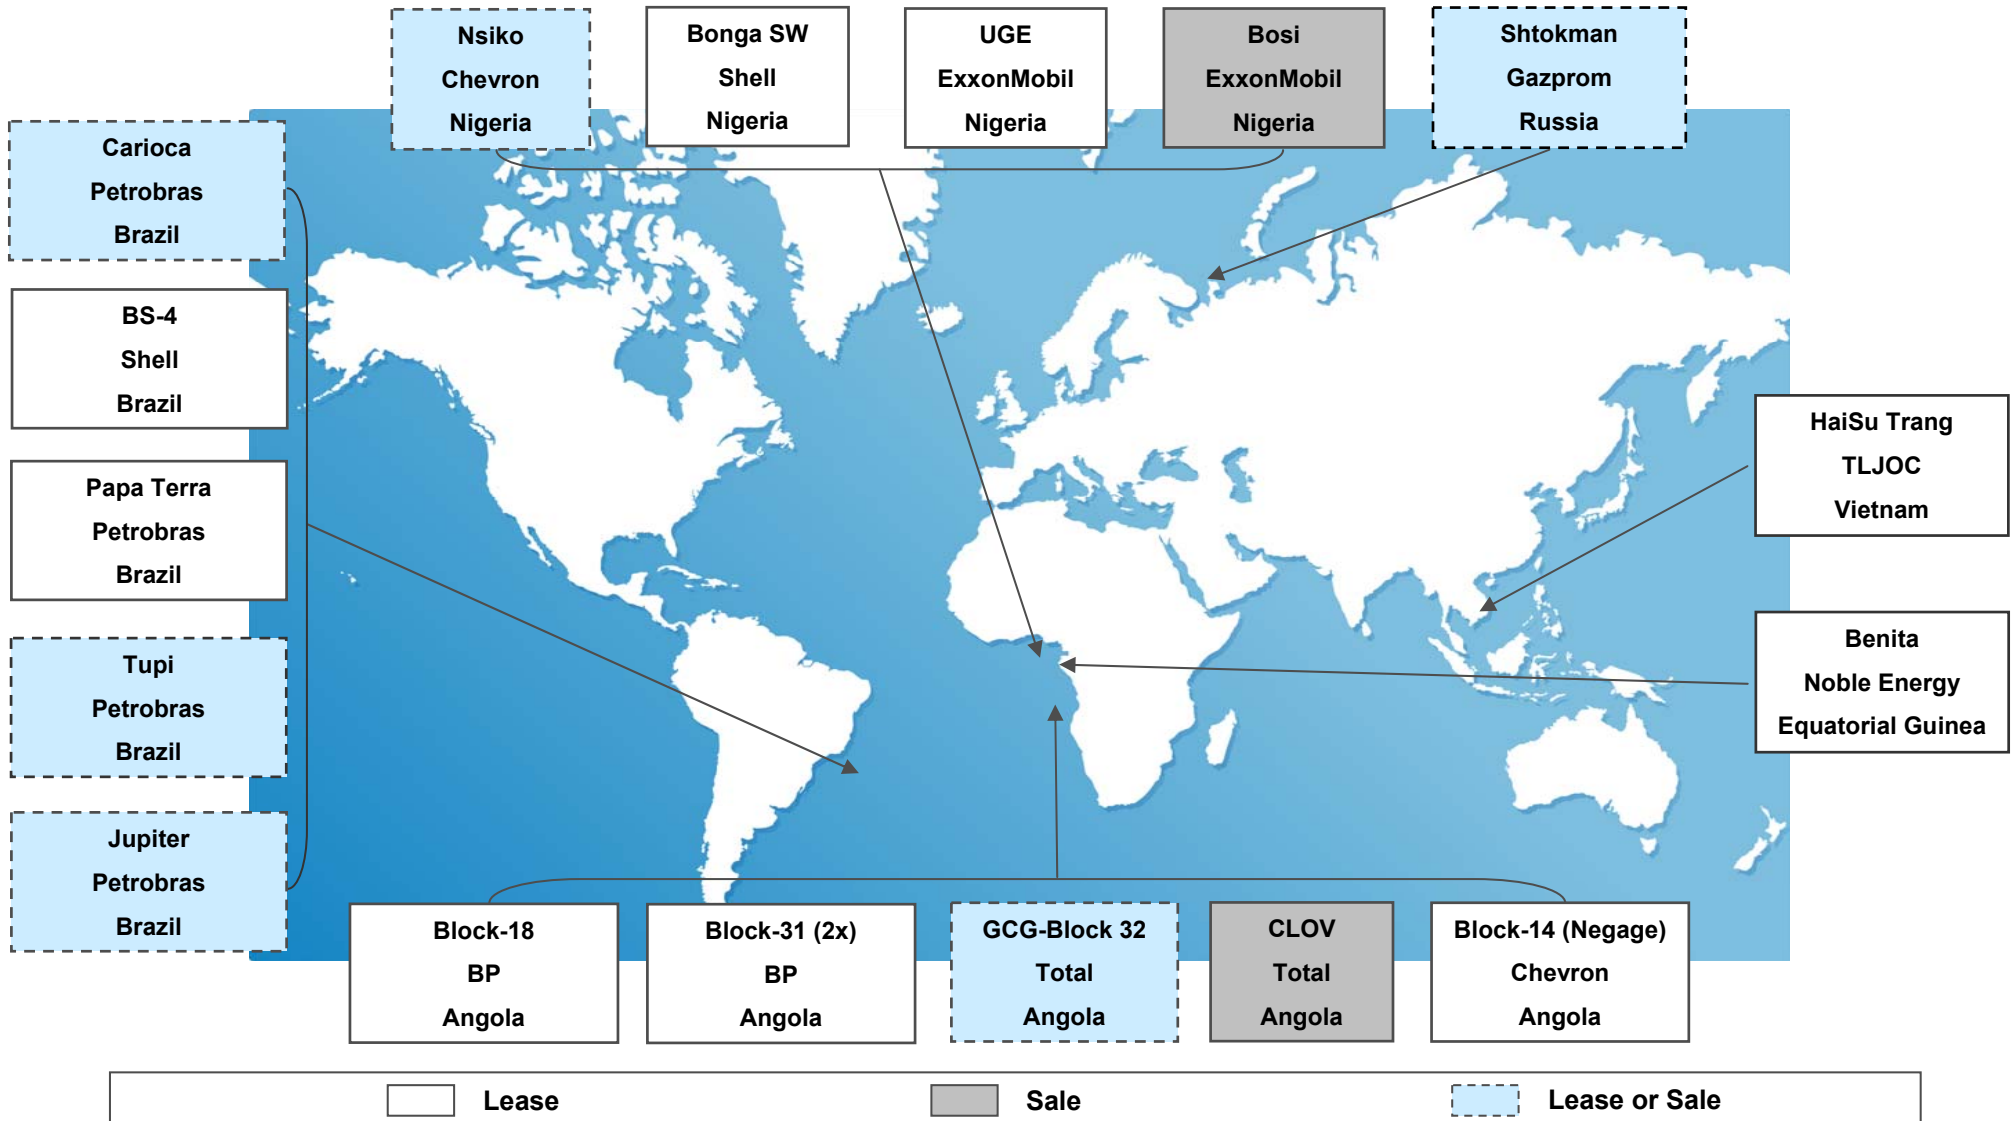 Nsiko
Chevron
Nigeria
Bonga SW
Shell
Nigeria
UGE
ExxonMobil
Nigeria
Bosi
ExxonMobil
Nigeria
Shtokman
Gazprom
Russia
Carioca
Petrobras
Brazil
BS-4
Shell
Brazil
Papa Terra
Petrobras
Brazil
Tupi
Petrobras
Brazil
Jupiter
Petrobras
Brazil
HaiSu Trang
TLJOC
Vietnam
Benita
Noble Energy
Equatorial Guinea
Block-18
BP
Angola
Block-31 (2x)
BP
Angola
GCG-Block 32
Total
Angola
CLOV
Total
Angola
Block-14 (Negage)
Chevron
Angola
Lease
Sale
Lease or Sale